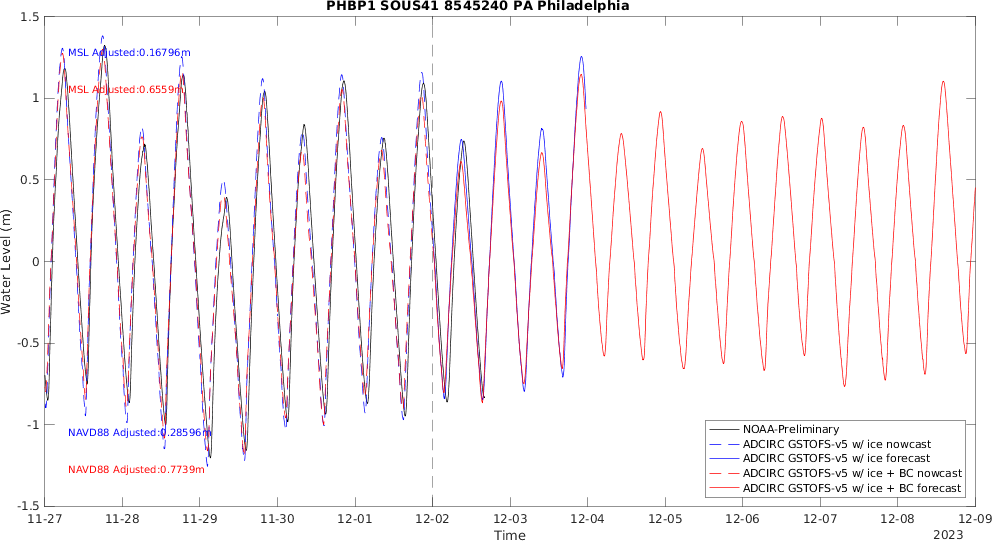 PHBP1 SOUS41 8545240 PA Philadelphia
Water Level (m)
1.5
1
0.5
0
-0.5
-1
-1.5
MSL Adjusted:0.16796m
MSL Adjusted:0.6559m
NAVD88 Adjusted:0.28596m
NAVD88 Adjusted:0.7739m
NOAA-Preliminary
ADCIRC GSTOFS-v5 w/ ice nowcast
ADCIRC GSTOFS-v5 w/ ice forecast
ADCIRC GSTOFS-v5 w/ ice + BC nowcast
ADCIRC GSTOFS-v5 w/ ice + BC forecast
11-27 11-28 11-29 11-30 12-01 12-02 12-03 12-04 12-05 12-06 12-07 12-08 12-09
Time
2023